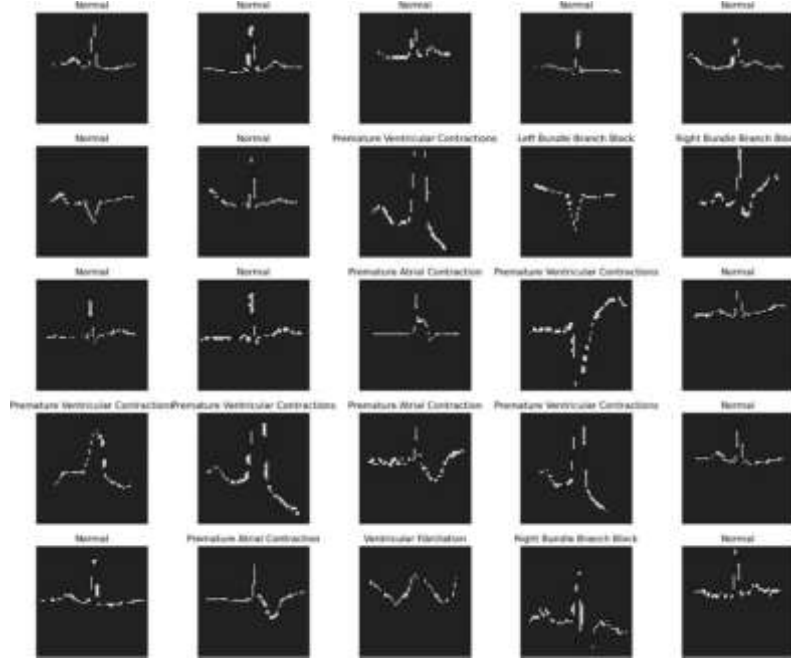 Normal Normal Normal Normal Normal
Normal Normal Premature Ventricular Contractions Left Bundle Branch Block Right Bundle Branch Bloc
Normal Normal Premature Atrial Contraction Premature Ventricular Contractions Normal
Premature Ventricular Contractions Premature Ventricular Contractions Premature Atrial Contraction Premature Ventricular Contractions Normal
Normal Premature Atrial Contraction Ventricular Fibrillation Right Bundle Branch Block Normal